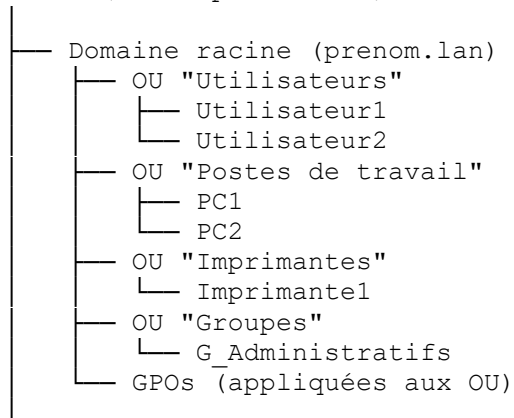 Domaine racine (prenom.lan)
OU "Utilisateurs"
Utilisateur1
Utilisateur2
OU "Postes de travail"
PC1
PC2
OU "Imprimantes"
Imprimante1
OU "Groupes"
G_Administratifs
GPOs (appliquées aux OU)